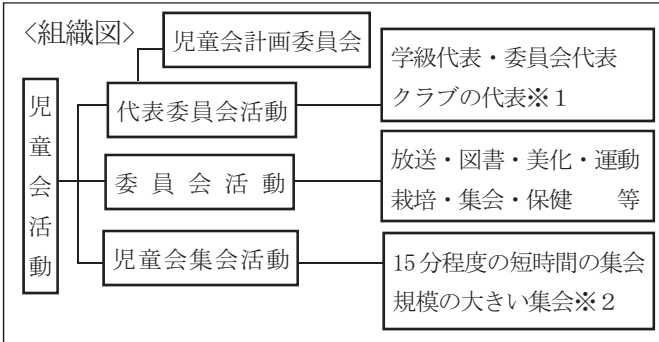 <組織図>
児童会計画委員会
児童会活動
代表委員会活動
学級代表・委員会代表
クラブの代表※1
委員会活動
放送・図書・美化・運動
栽培・集会・保健　等
児童会集会活動
15分程度の短時間の集会
規模の大きい集会※2